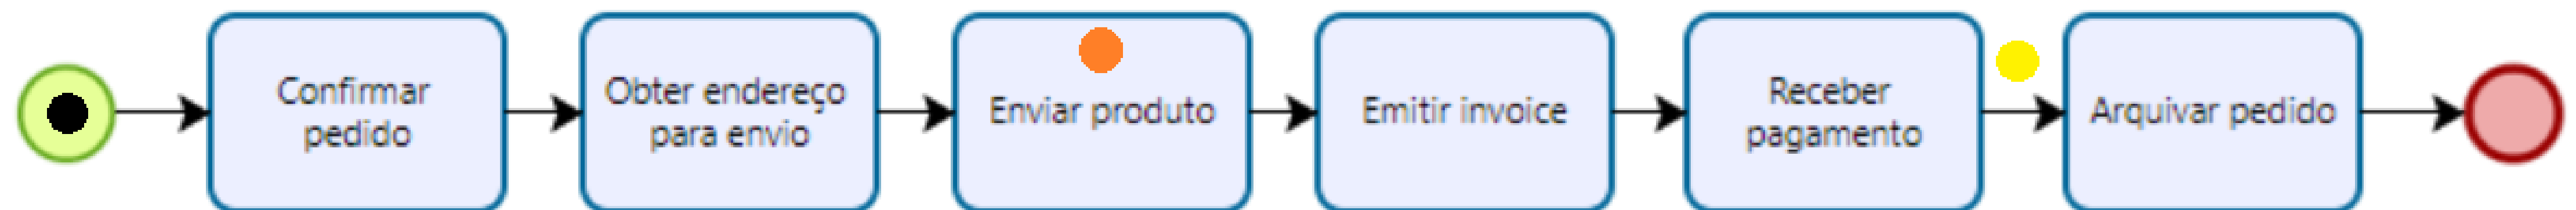 Confirmar
pedido
Obter endereço
para envio
Enviar produto
Emitir invoice
Receber
pagamento
Arquivar pedido